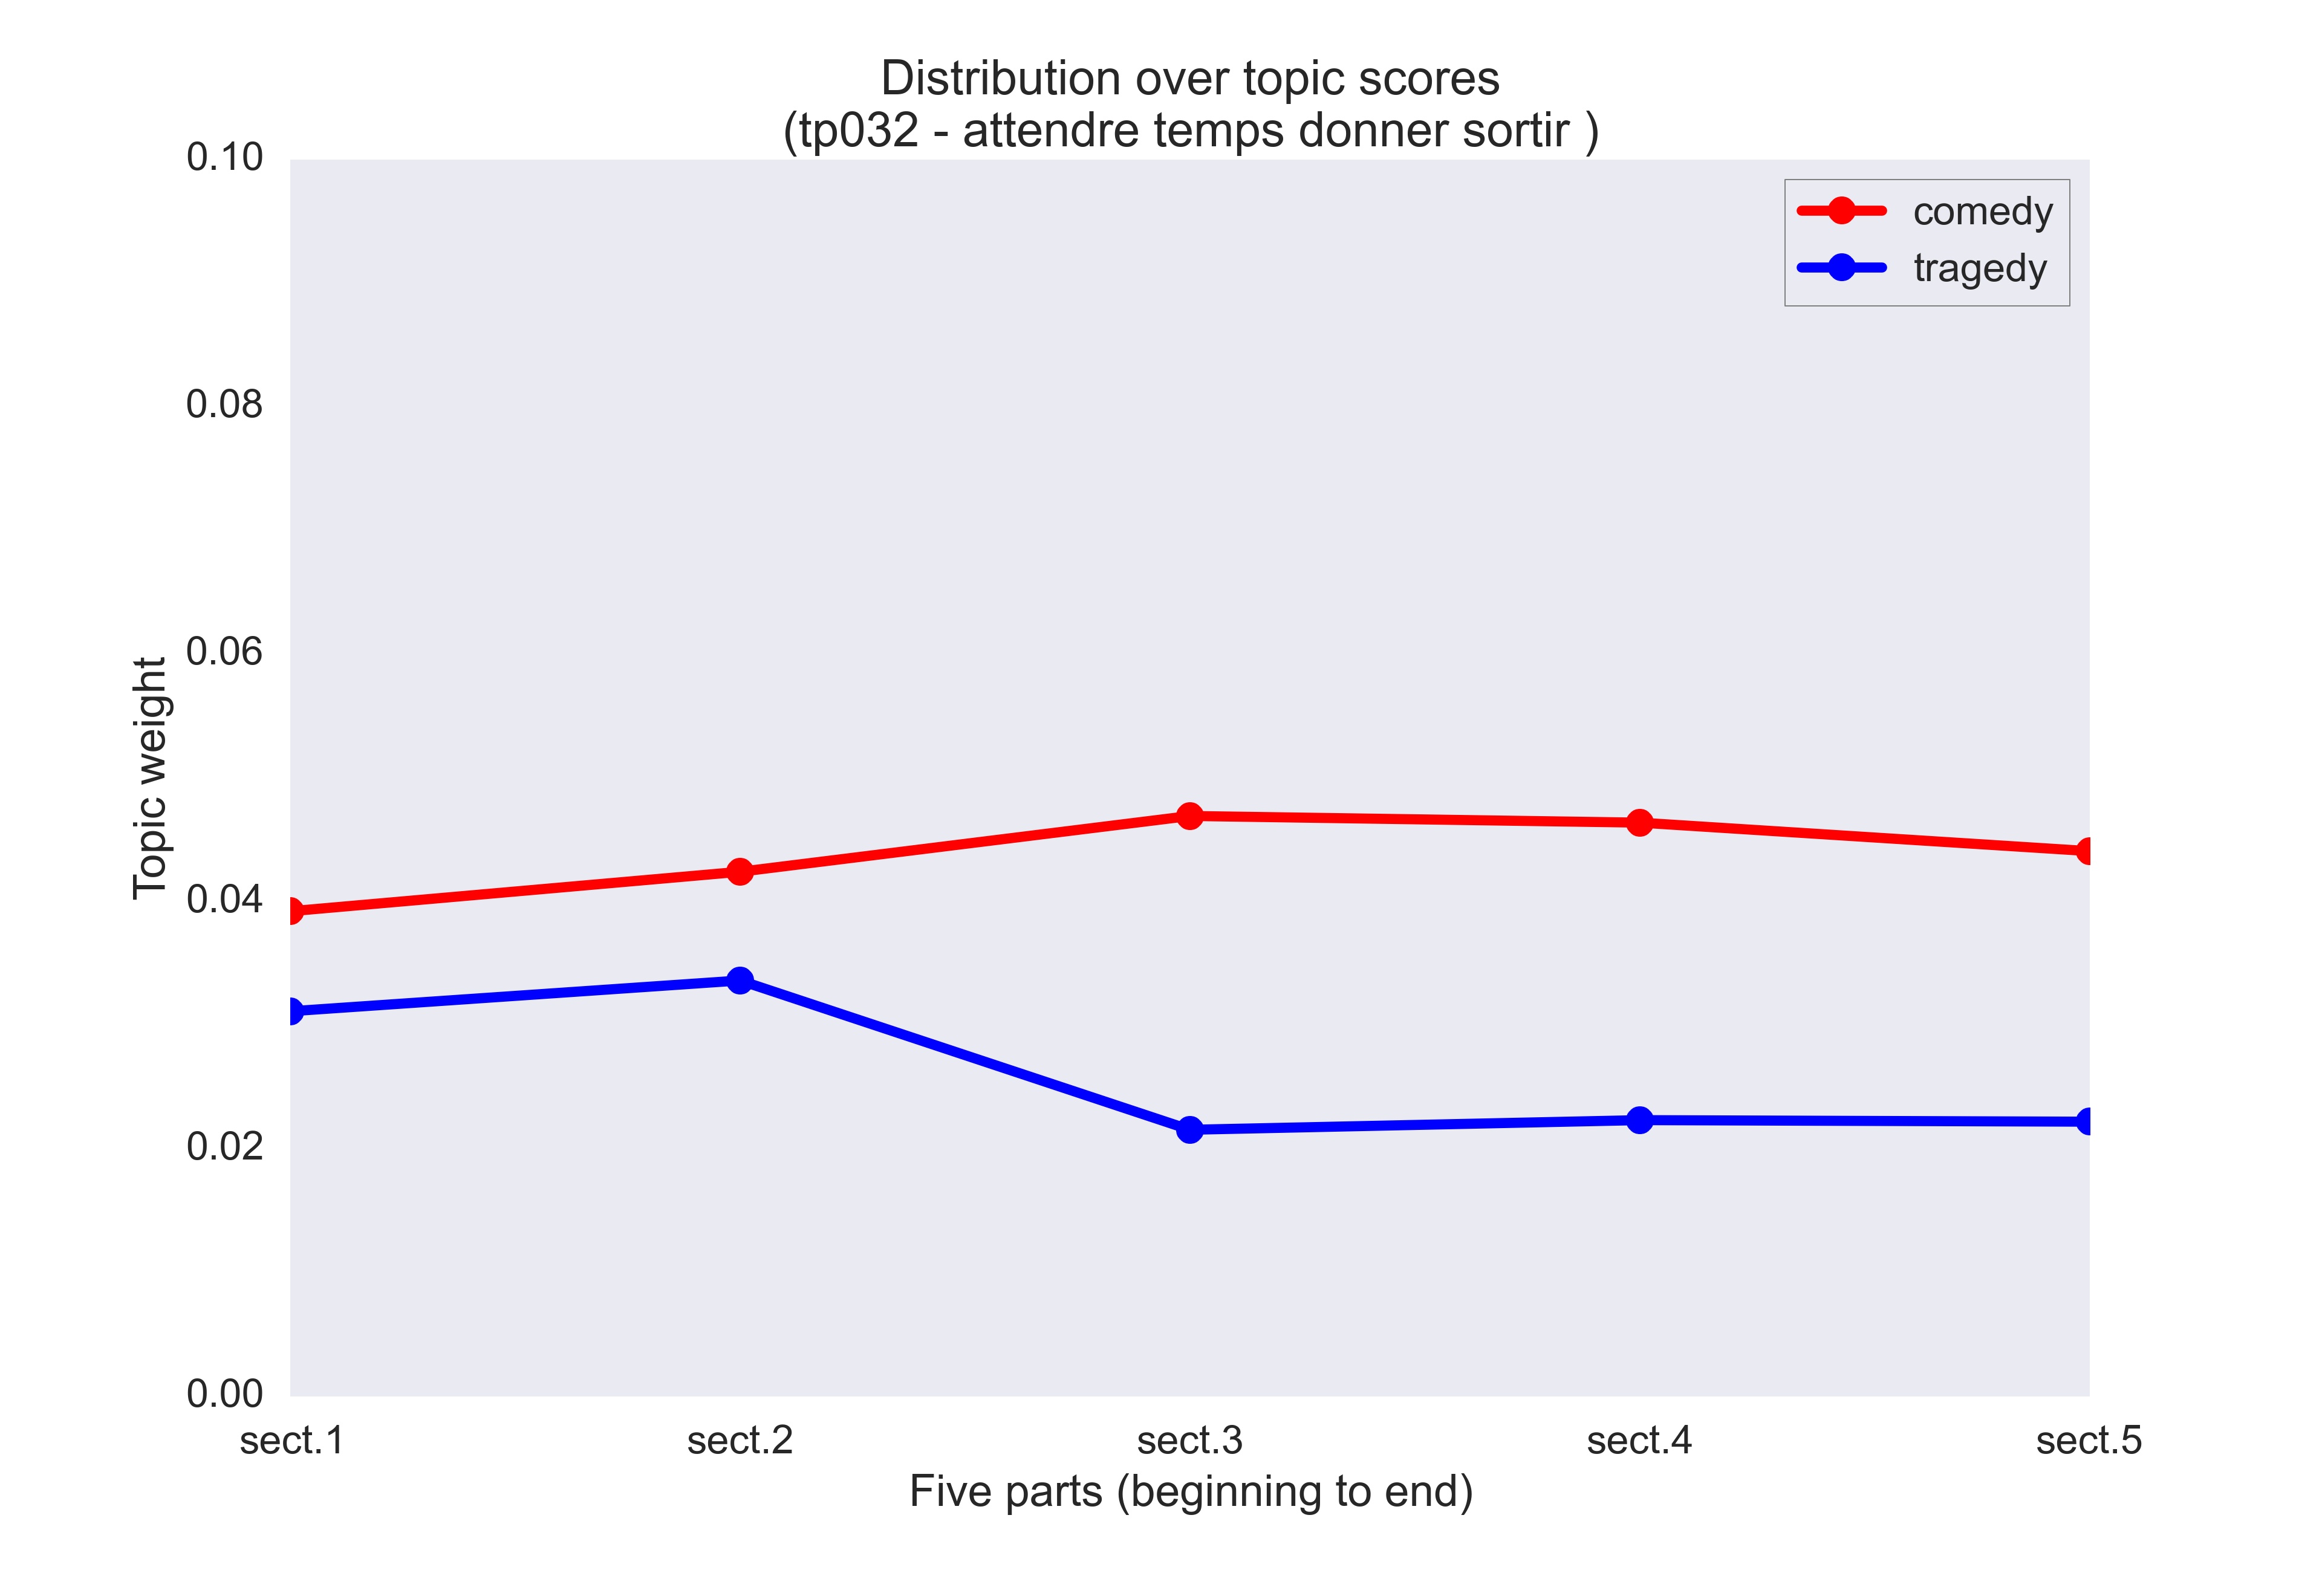 Distribution over topic scores
(tp032 - attendre temps donner sortir )
0.10
comedy
tragedy
0.08
0.06
Topic weight
0.04
0.02
0.00
sect.1 sect.2 sect.3 sect.4 sect.5
Five parts (beginning to end)